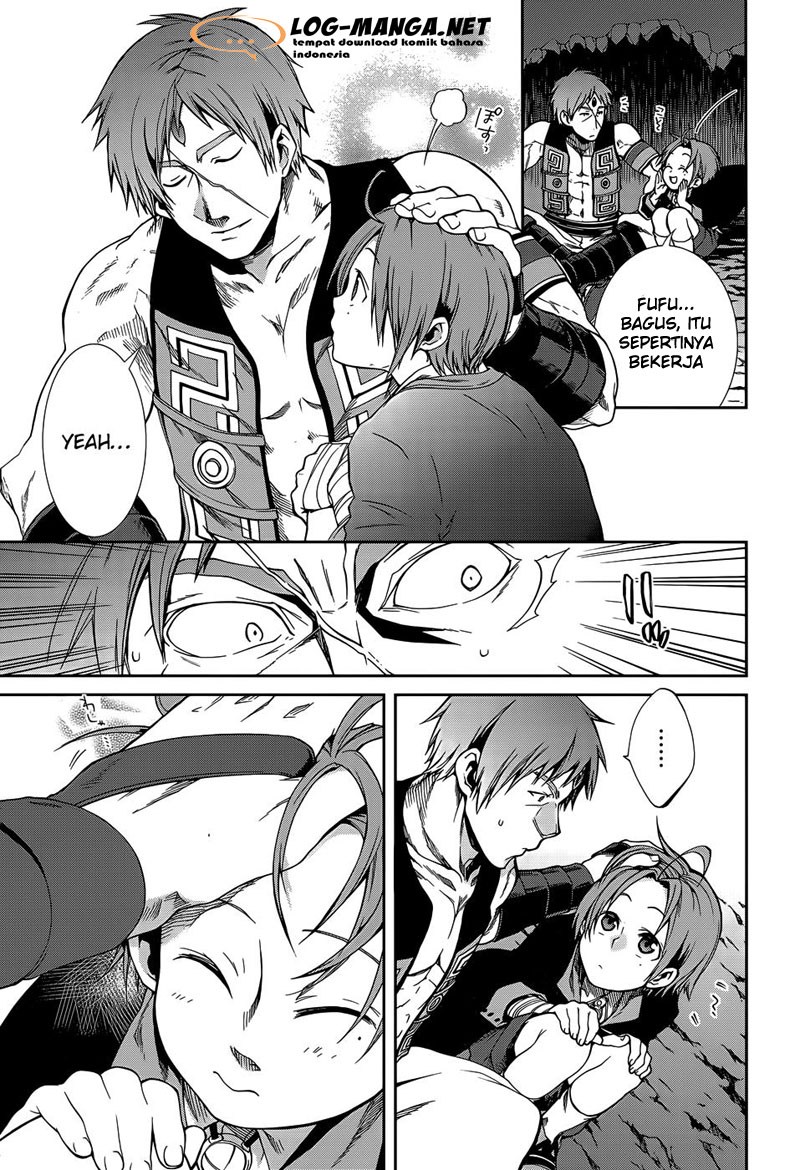 LOG-MANGA.NET
tempat download komik bahasa
indonesia
FUFU...
BAGUS, ITU
SEPERTINYA
BEKERJA
ぽすっ
YEAH...
......